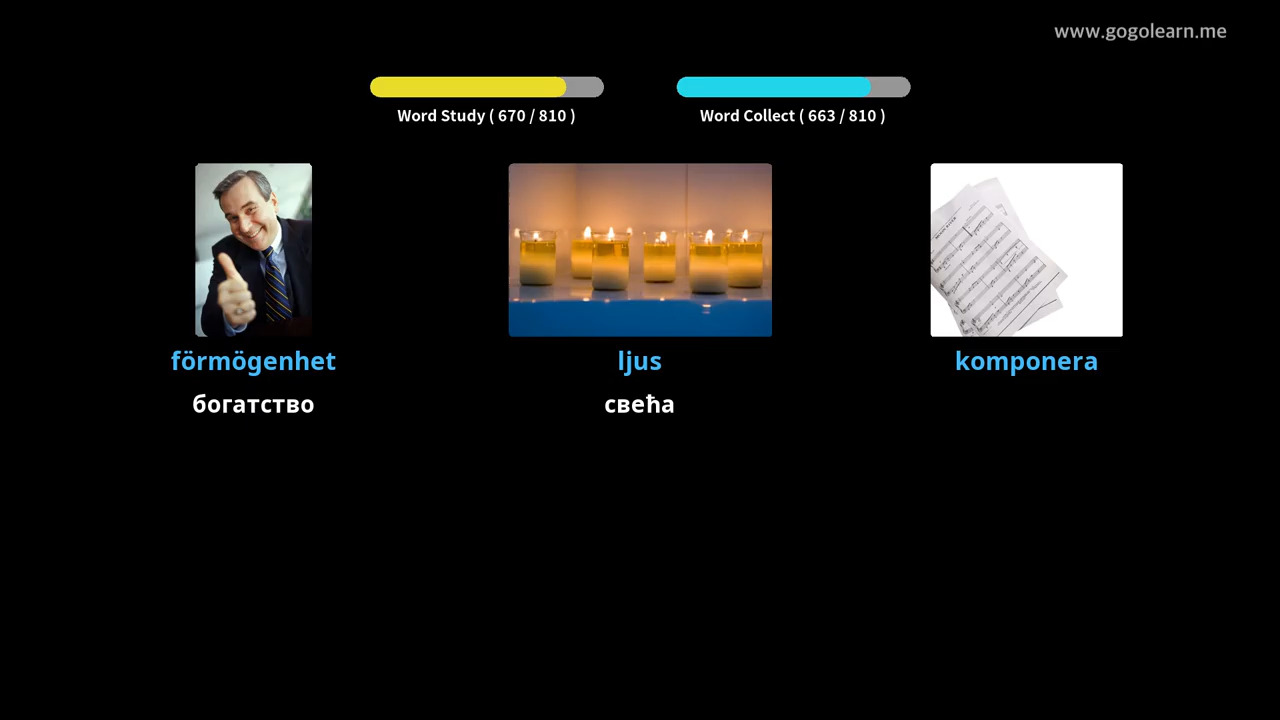 www.gogolearn.me
Word Study ( 670 / 810 )
Word Collect ( 663 / 810 )
förmögenhet
ljus
komponera
богатство
свећа